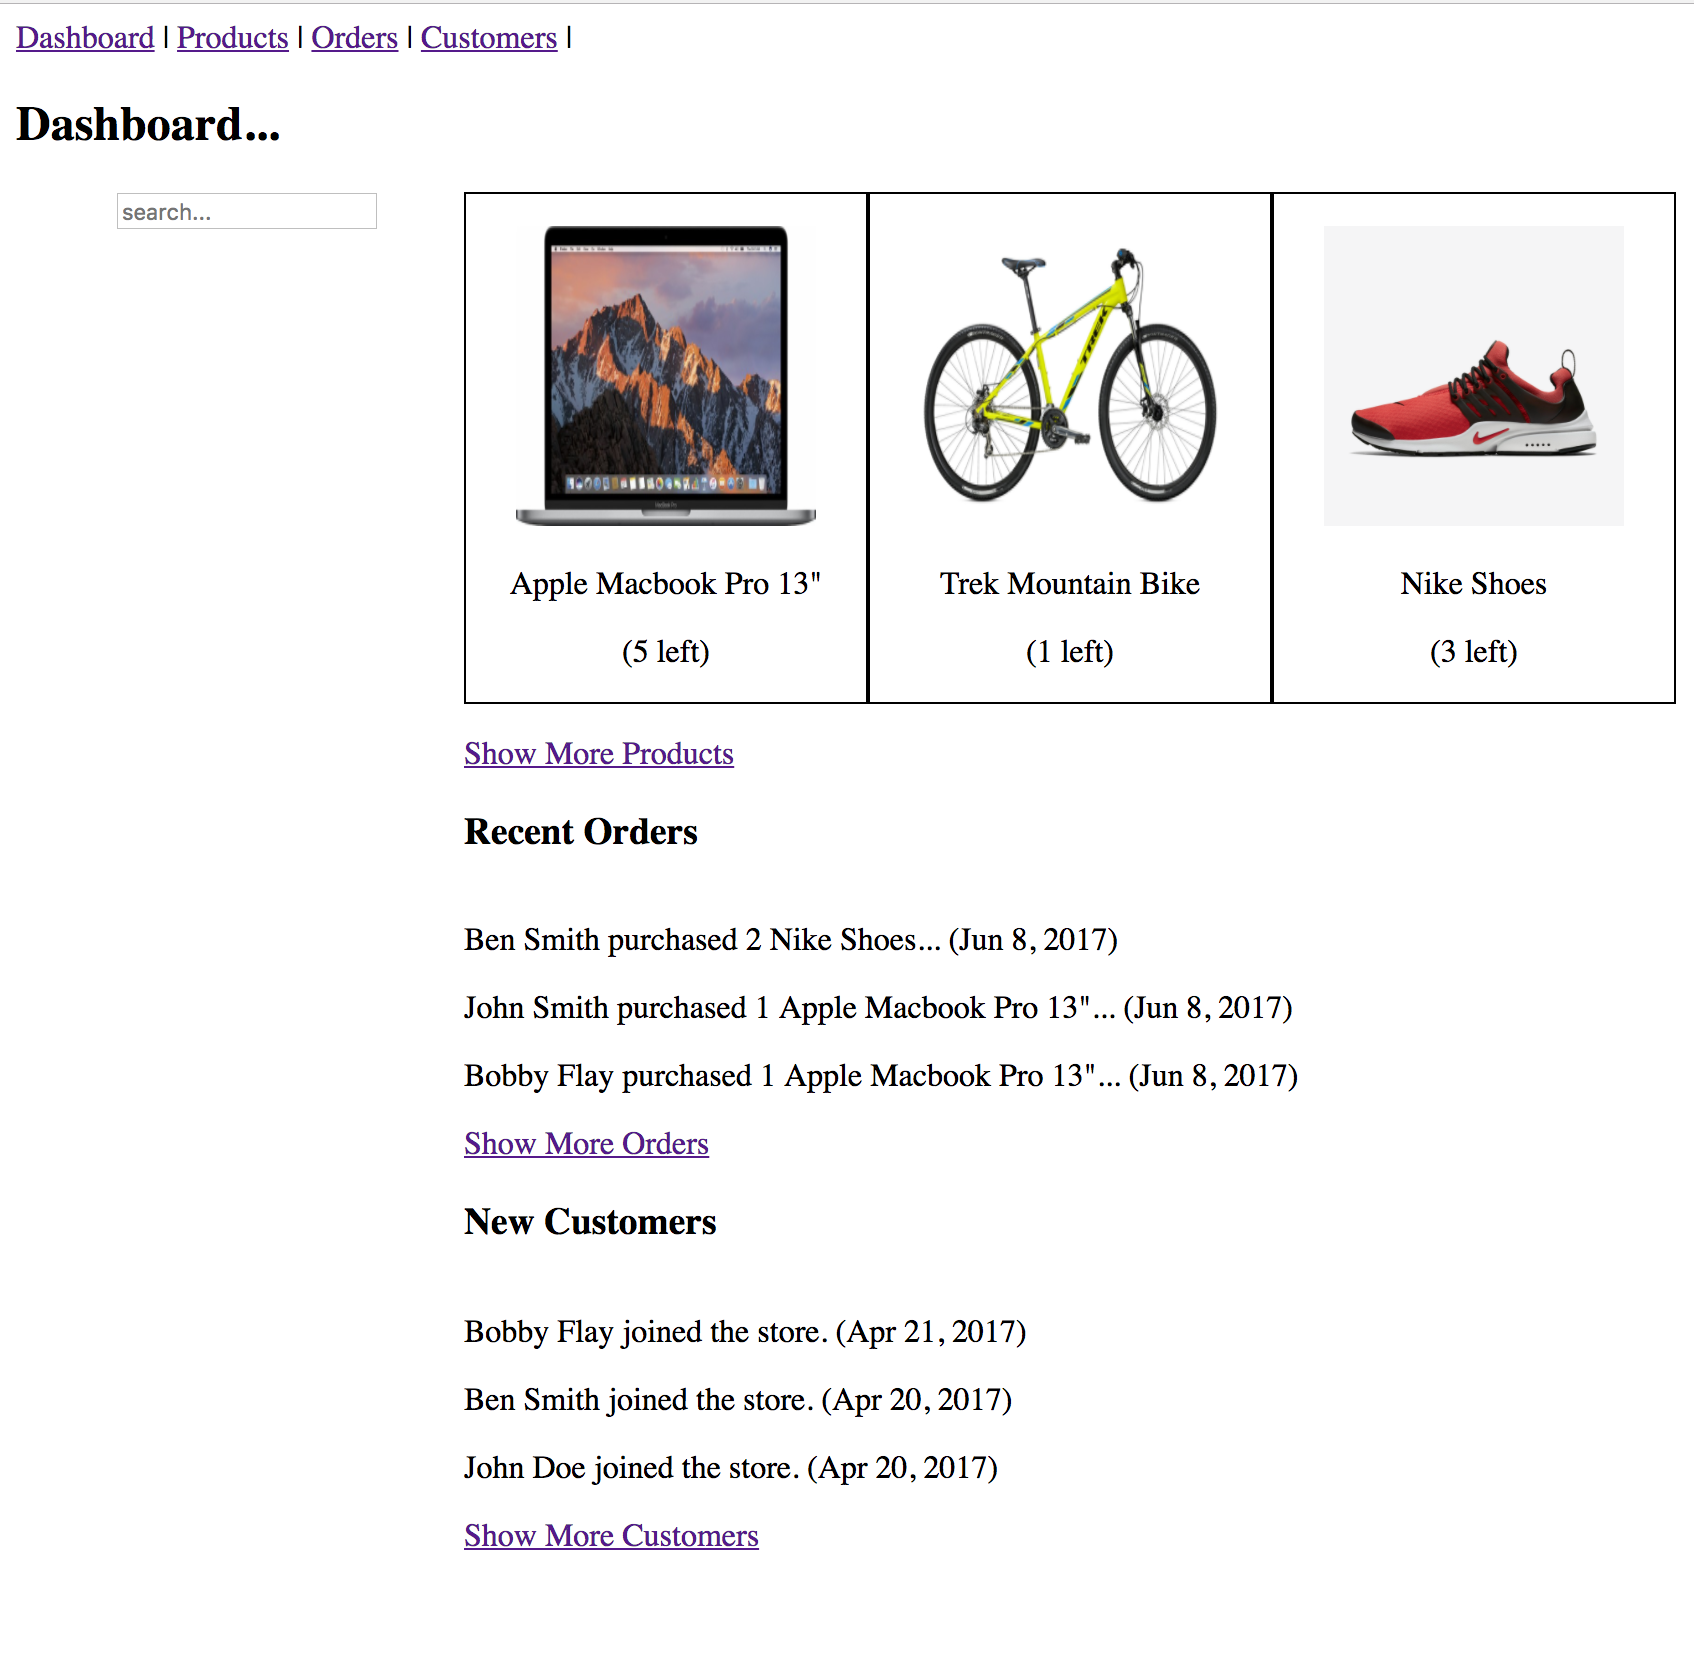 Dashboard | Products | Orders | Customers |
Dashboard...
search...
TREK
Apple Macbook Pro 13"
(5 left)
Trek Mountain Bike
(1 left)
Nike Shoes
(3 left)
Show More Products
Recent Orders
Ben Smith purchased 2 Nike Shoes... (Jun 8, 2017)
John Smith purchased 1 Apple Macbook Pro 13"... (Jun 8, 2017)
Bobby Flay purchased 1 Apple Macbook Pro 13"... (Jun 8, 2017)
Show More Orders
New Customers
Bobby Flay joined the store. (Apr 21, 2017)
Ben Smith joined the store. (Apr 20, 2017)
John Doe joined the store. (Apr 20, 2017)
Show More Customers